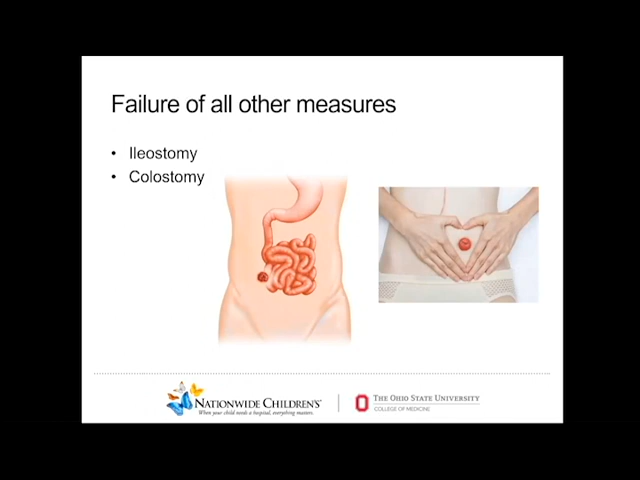 Failure of all other measures
• Ileostomy
• Colostomy
NATIONWIDE CHILDREN'S
When your child needs a hospital, everything matters.
THE OHIO STATE UNIVERSITY
COLLEGE OF MEDICINE